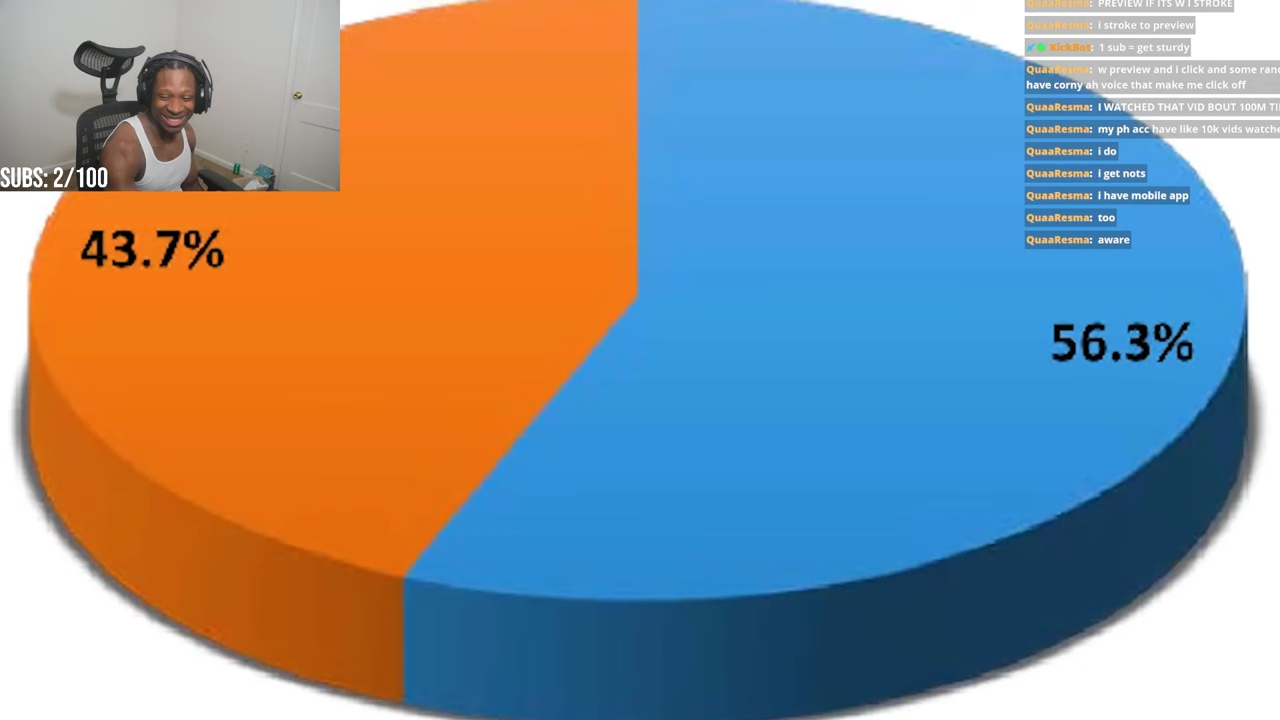 QuaaResma: PREVIEW IF ITS W I STROKE
QuaaResma: i stroke to preview
KickBot: 1 sub = get sturdy
QuaaResma: w preview and i click and some
have corny ah voice that make me click off
QuaaResma: I WATCHED THAT VID BOUT 100M
QuaaResma: my ph acc have like 10k vids
QuaaResma: i do
QuaaResma: i get nots
QuaaResma: i have mobile app
QuaaResma: too
QuaaResma: aware
SUBS: 2/100
43.7%
56.3%